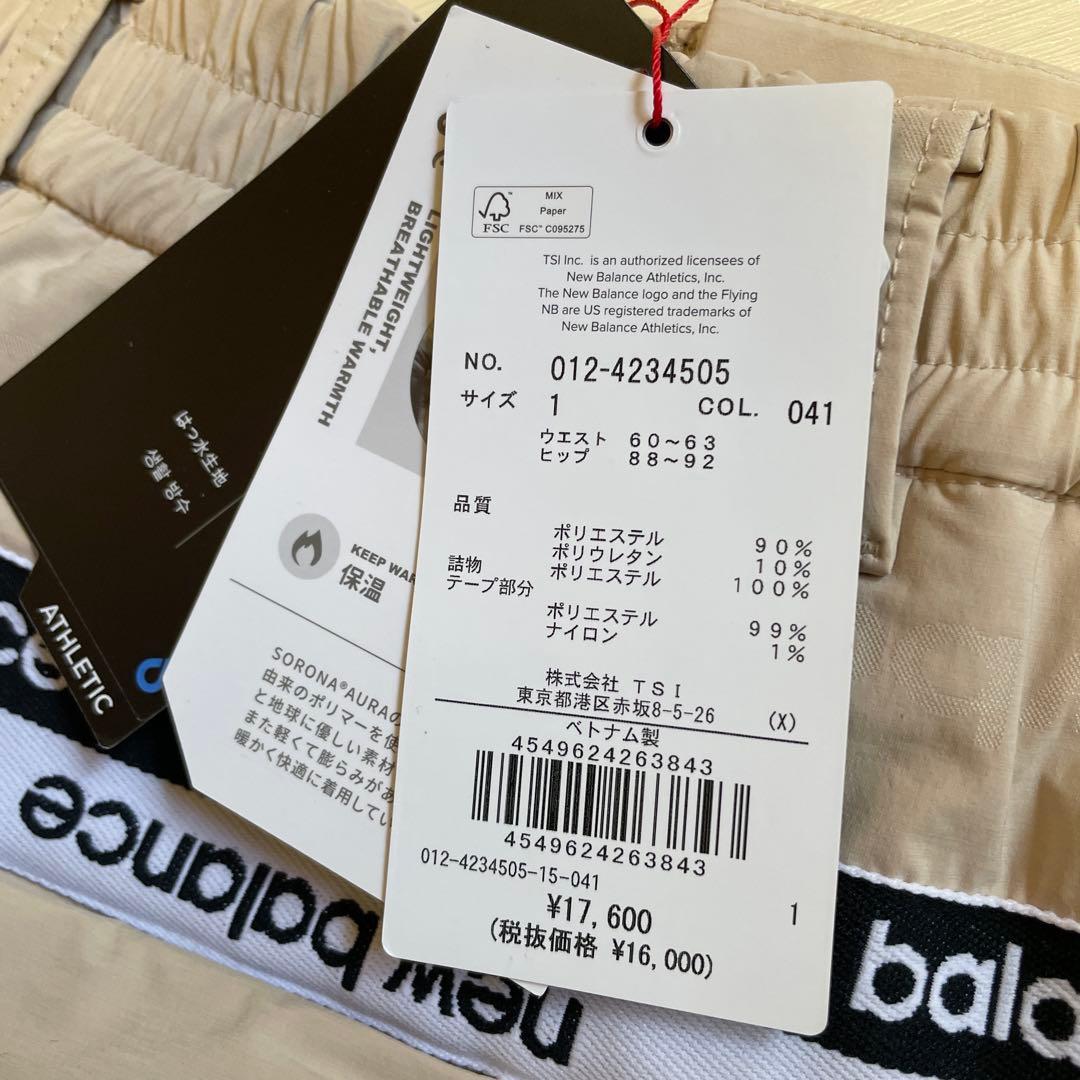 MIX
Paper
FSC
FSC™ C095275
TSI Inc. is an authorized licensees of
New Balance Athletics, Inc.
The New Balance logo and the Flying
NB are US registered trademarks of
New Balance Athletics, Inc.
NO. 012-4234505
サイズ 1 COL. 041
ウエスト 60～63
ヒップ 88～92
品質
ポリエステル 90%
ポリウレタン 10%
詰物 ポリエステル 100%
テープ部分
ポリエステル 99%
ナイロン 1%
株式会社 TSI
東京都港区赤坂8-5-26 (X)
ベトナム製
4549624263843
4549624263843
012-4234505-15-041
¥17,600 1
(税抜価格 ¥16,000)
LIGHTWEIGHT,
BREATHABLE WARMTH
KEEP WAR
保温
SORONA®AURAの
由来のポリマーを使
と地球に優しい素材
また軽くて膨らみがあ
暖かく快適に着用してい
はっ水生地
생활 방수
ATHLETIC
new balance
bala